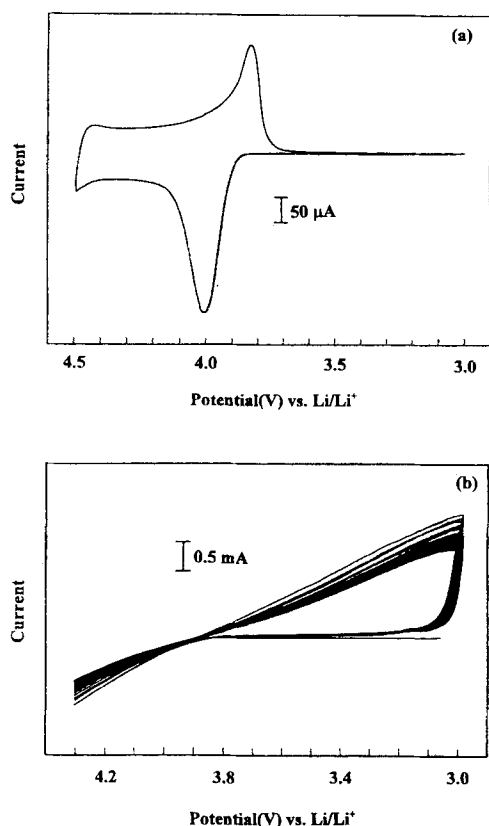 (a)
Current
50 μA
4.5 4.0 3.5 3.0
Potential(V) vs. Li/Li⁺
(b)
0.5 mA
Current
4.2 3.8 3.4 3.0
Potential(V) vs. Li/Li⁺